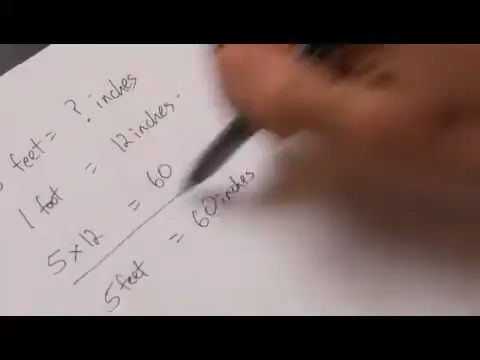 feet = ? inches
1 foot = 12 inches.
5 x 12 = 60
5 feet = 60 inches